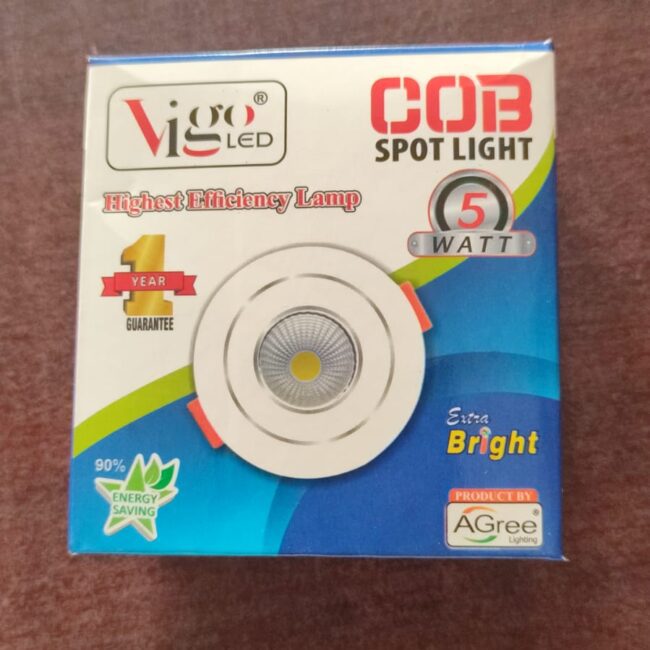 Vigo®
LED
COB
SPOT LIGHT
Highest Efficiency Lamp
5
WATT
1
YEAR
GUARANTEE
Extra
Bright
90%
ENERGY
SAVING
PRODUCT BY
AGree®
Lighting